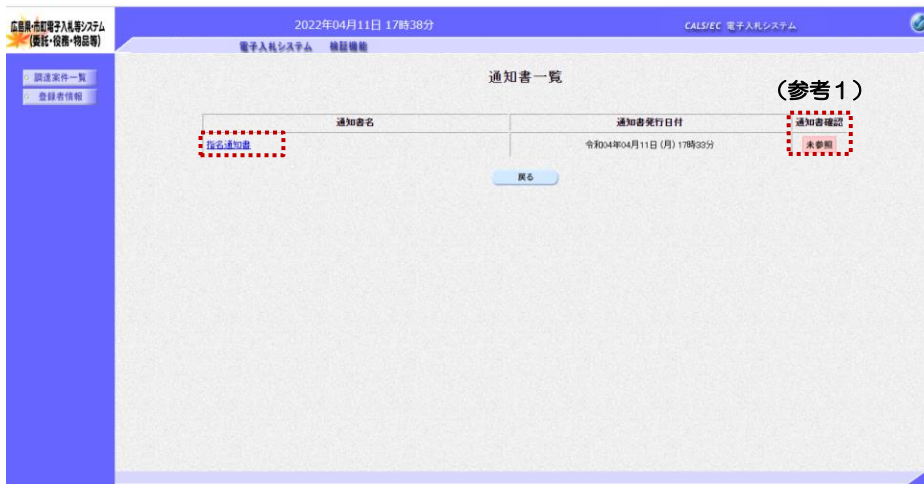 広島県・市町電子入札等システム
(委託・役務・物品等)
2022年04月11日 17時38分
CALS/EC 電子入札システム
電子入札システム 検証機能
調達案件一覧
登録者情報
通知書一覧
（参考１）
通知書名 通知書発行日付 通知書確認
指名通知書 令和04年04月11日(月)17時33分 未参照
戻る